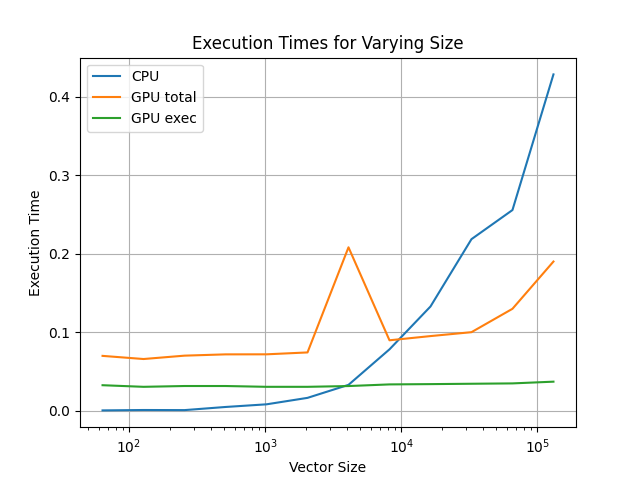 Execution Times for Varying Size
CPU
GPU total
GPU exec
Execution Time
0.4
0.3
0.2
0.1
0.0
10²
10³
10⁴
10⁵
Vector Size